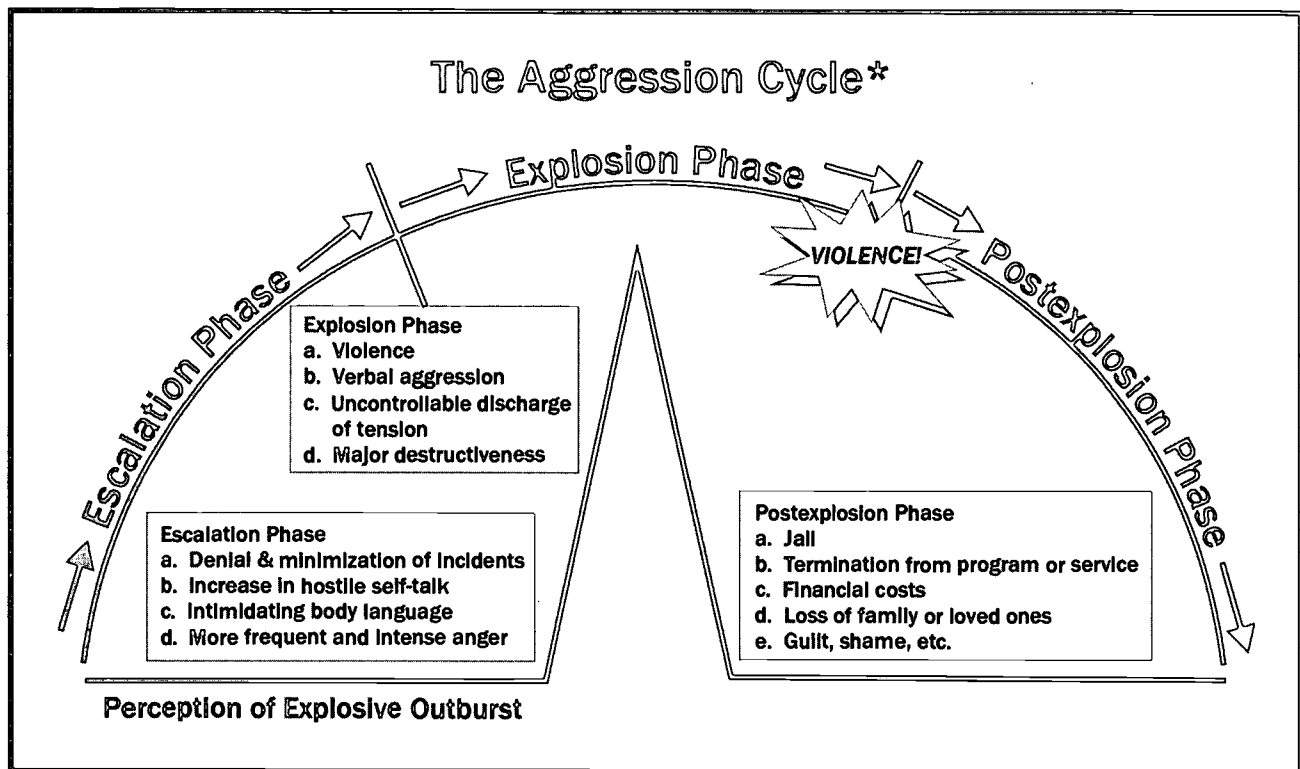 The Aggression Cycle*
Escalation Phase
Explosion Phase
Postexplosion Phase
VIOLENCE!
Explosion Phase
a. Violence
b. Verbal aggression
c. Uncontrollable discharge
of tension
d. Major destructiveness
Escalation Phase
a. Denial & minimization of incidents
b. Increase in hostile self-talk
c. Intimidating body language
d. More frequent and intense anger
Postexplosion Phase
a. Jail
b. Termination from program or service
c. Financial costs
d. Loss of family or loved ones
e. Guilt, shame, etc.
Perception of Explosive Outburst